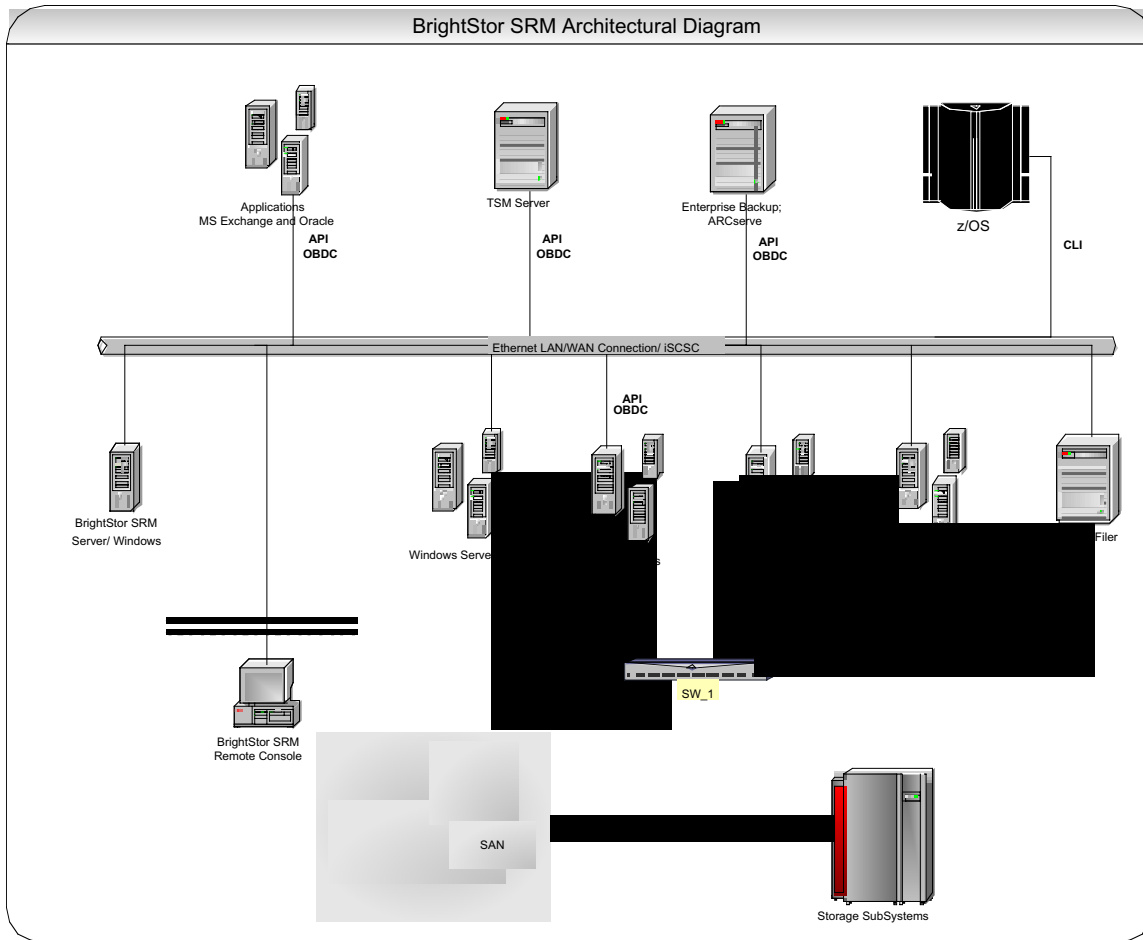 BrightStor SRM Architectural Diagram
Applications
MS Exchange and Oracle
TSM Server
Enterprise Backup;
ARCserve
z/OS
API
OBDC
API
OBDC
API
OBDC
CLI
Ethernet LAN/WAN Connection/ iSCSC
API
OBDC
BrightStor SRM
Server/ Windows
Windows Serve
Filer
SW_1
BrightStor SRM
Remote Console
SAN
Storage SubSystems